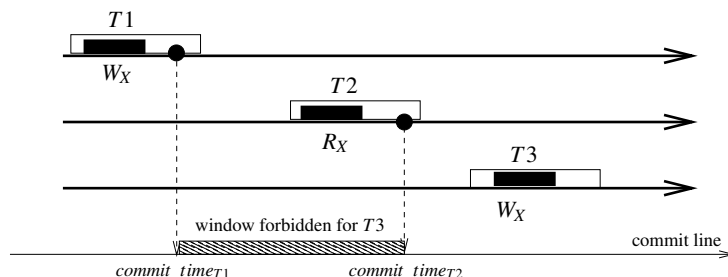 T1
W_X
T2
R_X
T3
W_X
window forbidden for T3
commit line
commit_time_T1 commit_time_T2